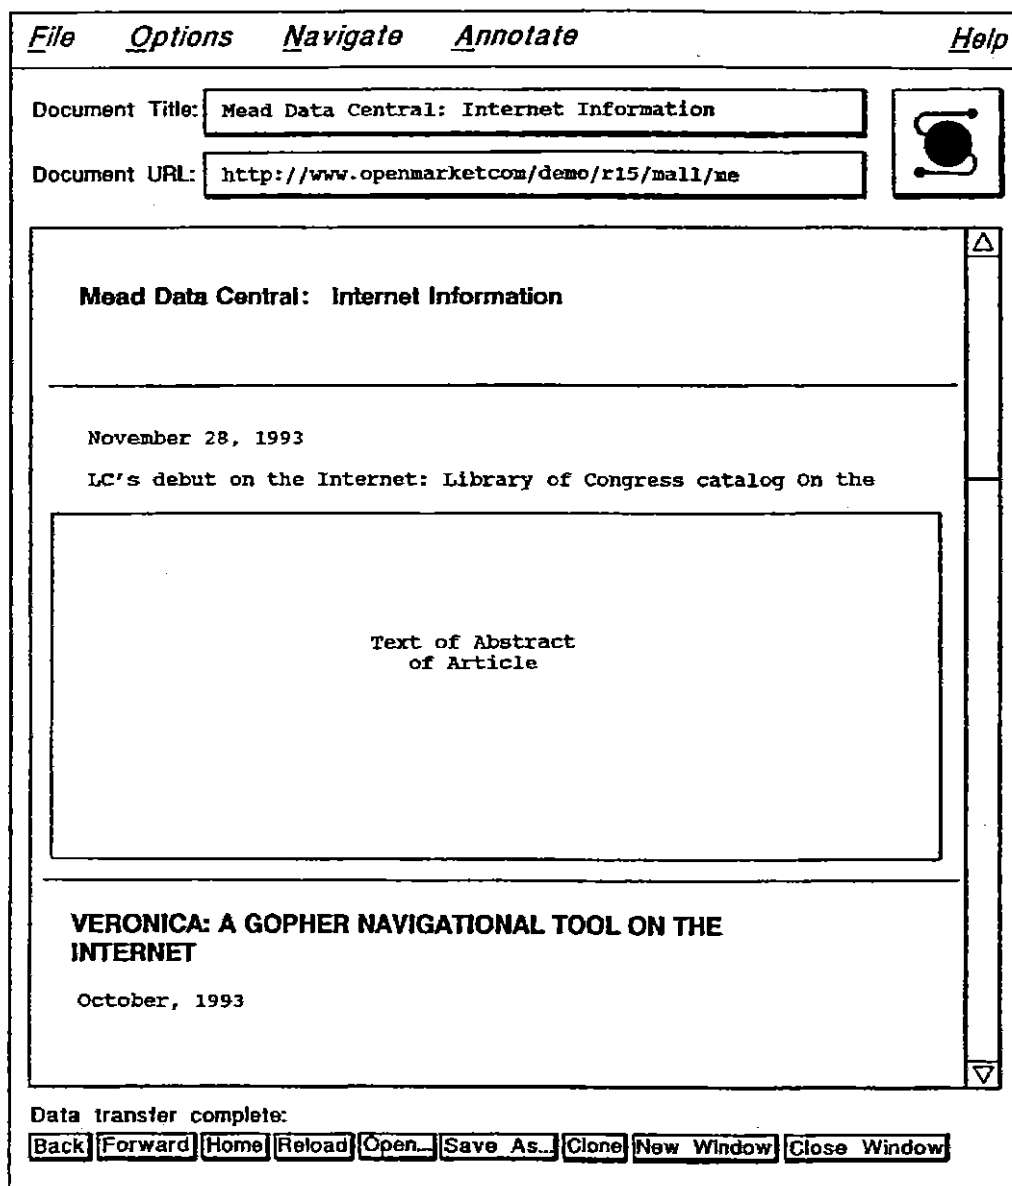 File Options Navigate Annotate Help
Document Title: Mead Data Central: Internet Information
Document URL: http://www.openmarketcom/demo/r15/mall/me
Mead Data Central: Internet Information
November 28, 1993
LC's debut on the Internet: Library of Congress catalog On the
Text of Abstract
of Article
VERONICA: A GOPHER NAVIGATIONAL TOOL ON THE
INTERNET
October, 1993
Data transfer complete:
Back Forward Home Reload Open... Save As... Clone New Window Close Window